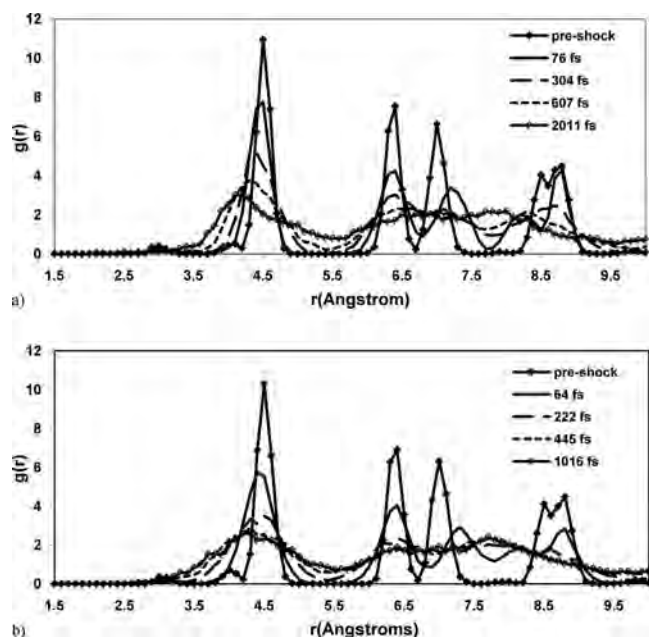 12
10
8
6
4
2
0
g(r)
pre-shock
76 fs
304 fs
607 fs
2011 fs
1.5 2.5 3.5 4.5 5.5 6.5 7.5 8.5 9.5
a) r(Angstrom)
12
10
8
6
4
2
0
g(r)
pre-shock
64 fs
222 fs
445 fs
1016 fs
1.5 2.5 3.5 4.5 5.5 6.5 7.5 8.5 9.5
b) r(Angstroms)